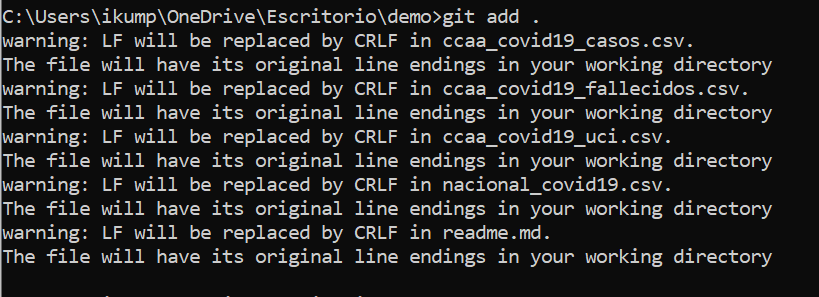 C:\Users\ikump\OneDrive\Escritorio\demo>git add .
warning: LF will be replaced by CRLF in ccaa_covid19_casos.csv.
The file will have its original line endings in your working directory
warning: LF will be replaced by CRLF in ccaa_covid19_fallecidos.csv.
The file will have its original line endings in your working directory
warning: LF will be replaced by CRLF in ccaa_covid19_uci.csv.
The file will have its original line endings in your working directory
warning: LF will be replaced by CRLF in nacional_covid19.csv.
The file will have its original line endings in your working directory
warning: LF will be replaced by CRLF in readme.md.
The file will have its original line endings in your working directory